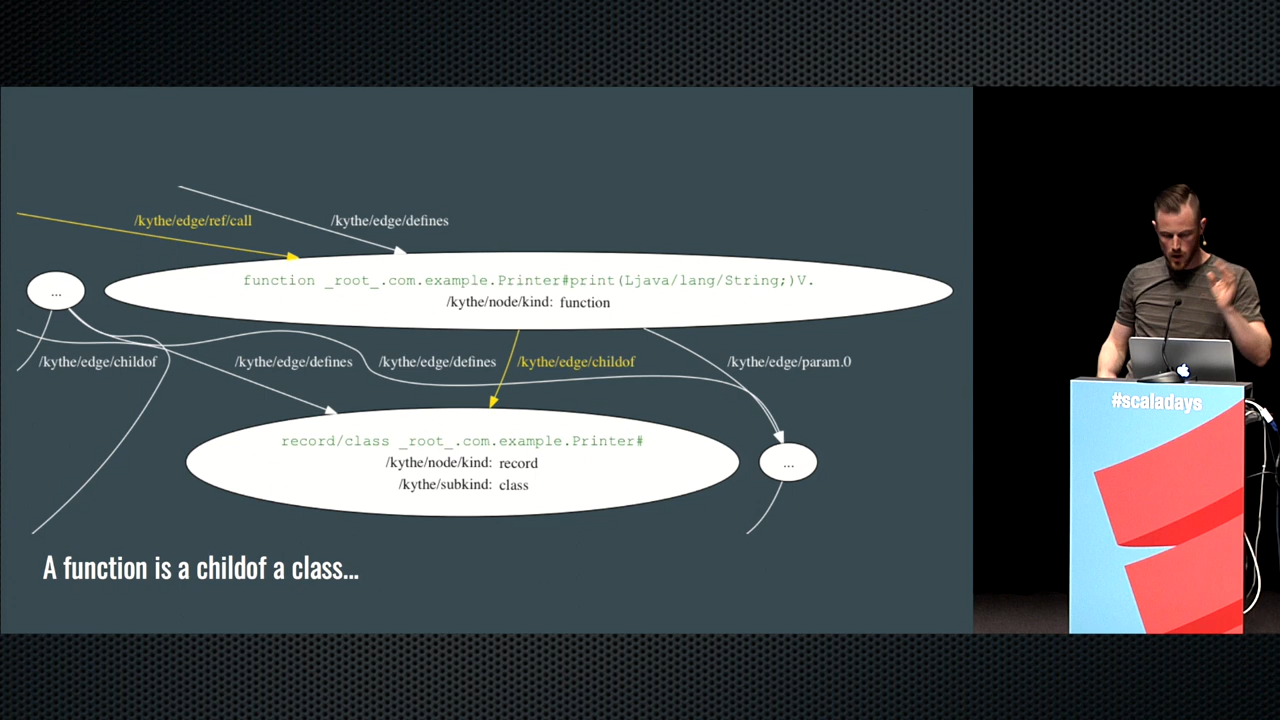 /kythe/edge/ref/call
/kythe/edge/defines
function _root_.com.example.Printer#print(Ljava/lang/String;)V.
/kythe/node/kind: function
...
/kythe/edge/childof
/kythe/edge/defines
/kythe/edge/defines
/kythe/edge/childof
/kythe/edge/param.0
record/class _root_.com.example.Printer#
/kythe/node/kind: record
/kythe/subkind: class
...
A function is a childof a class...
#scaladays